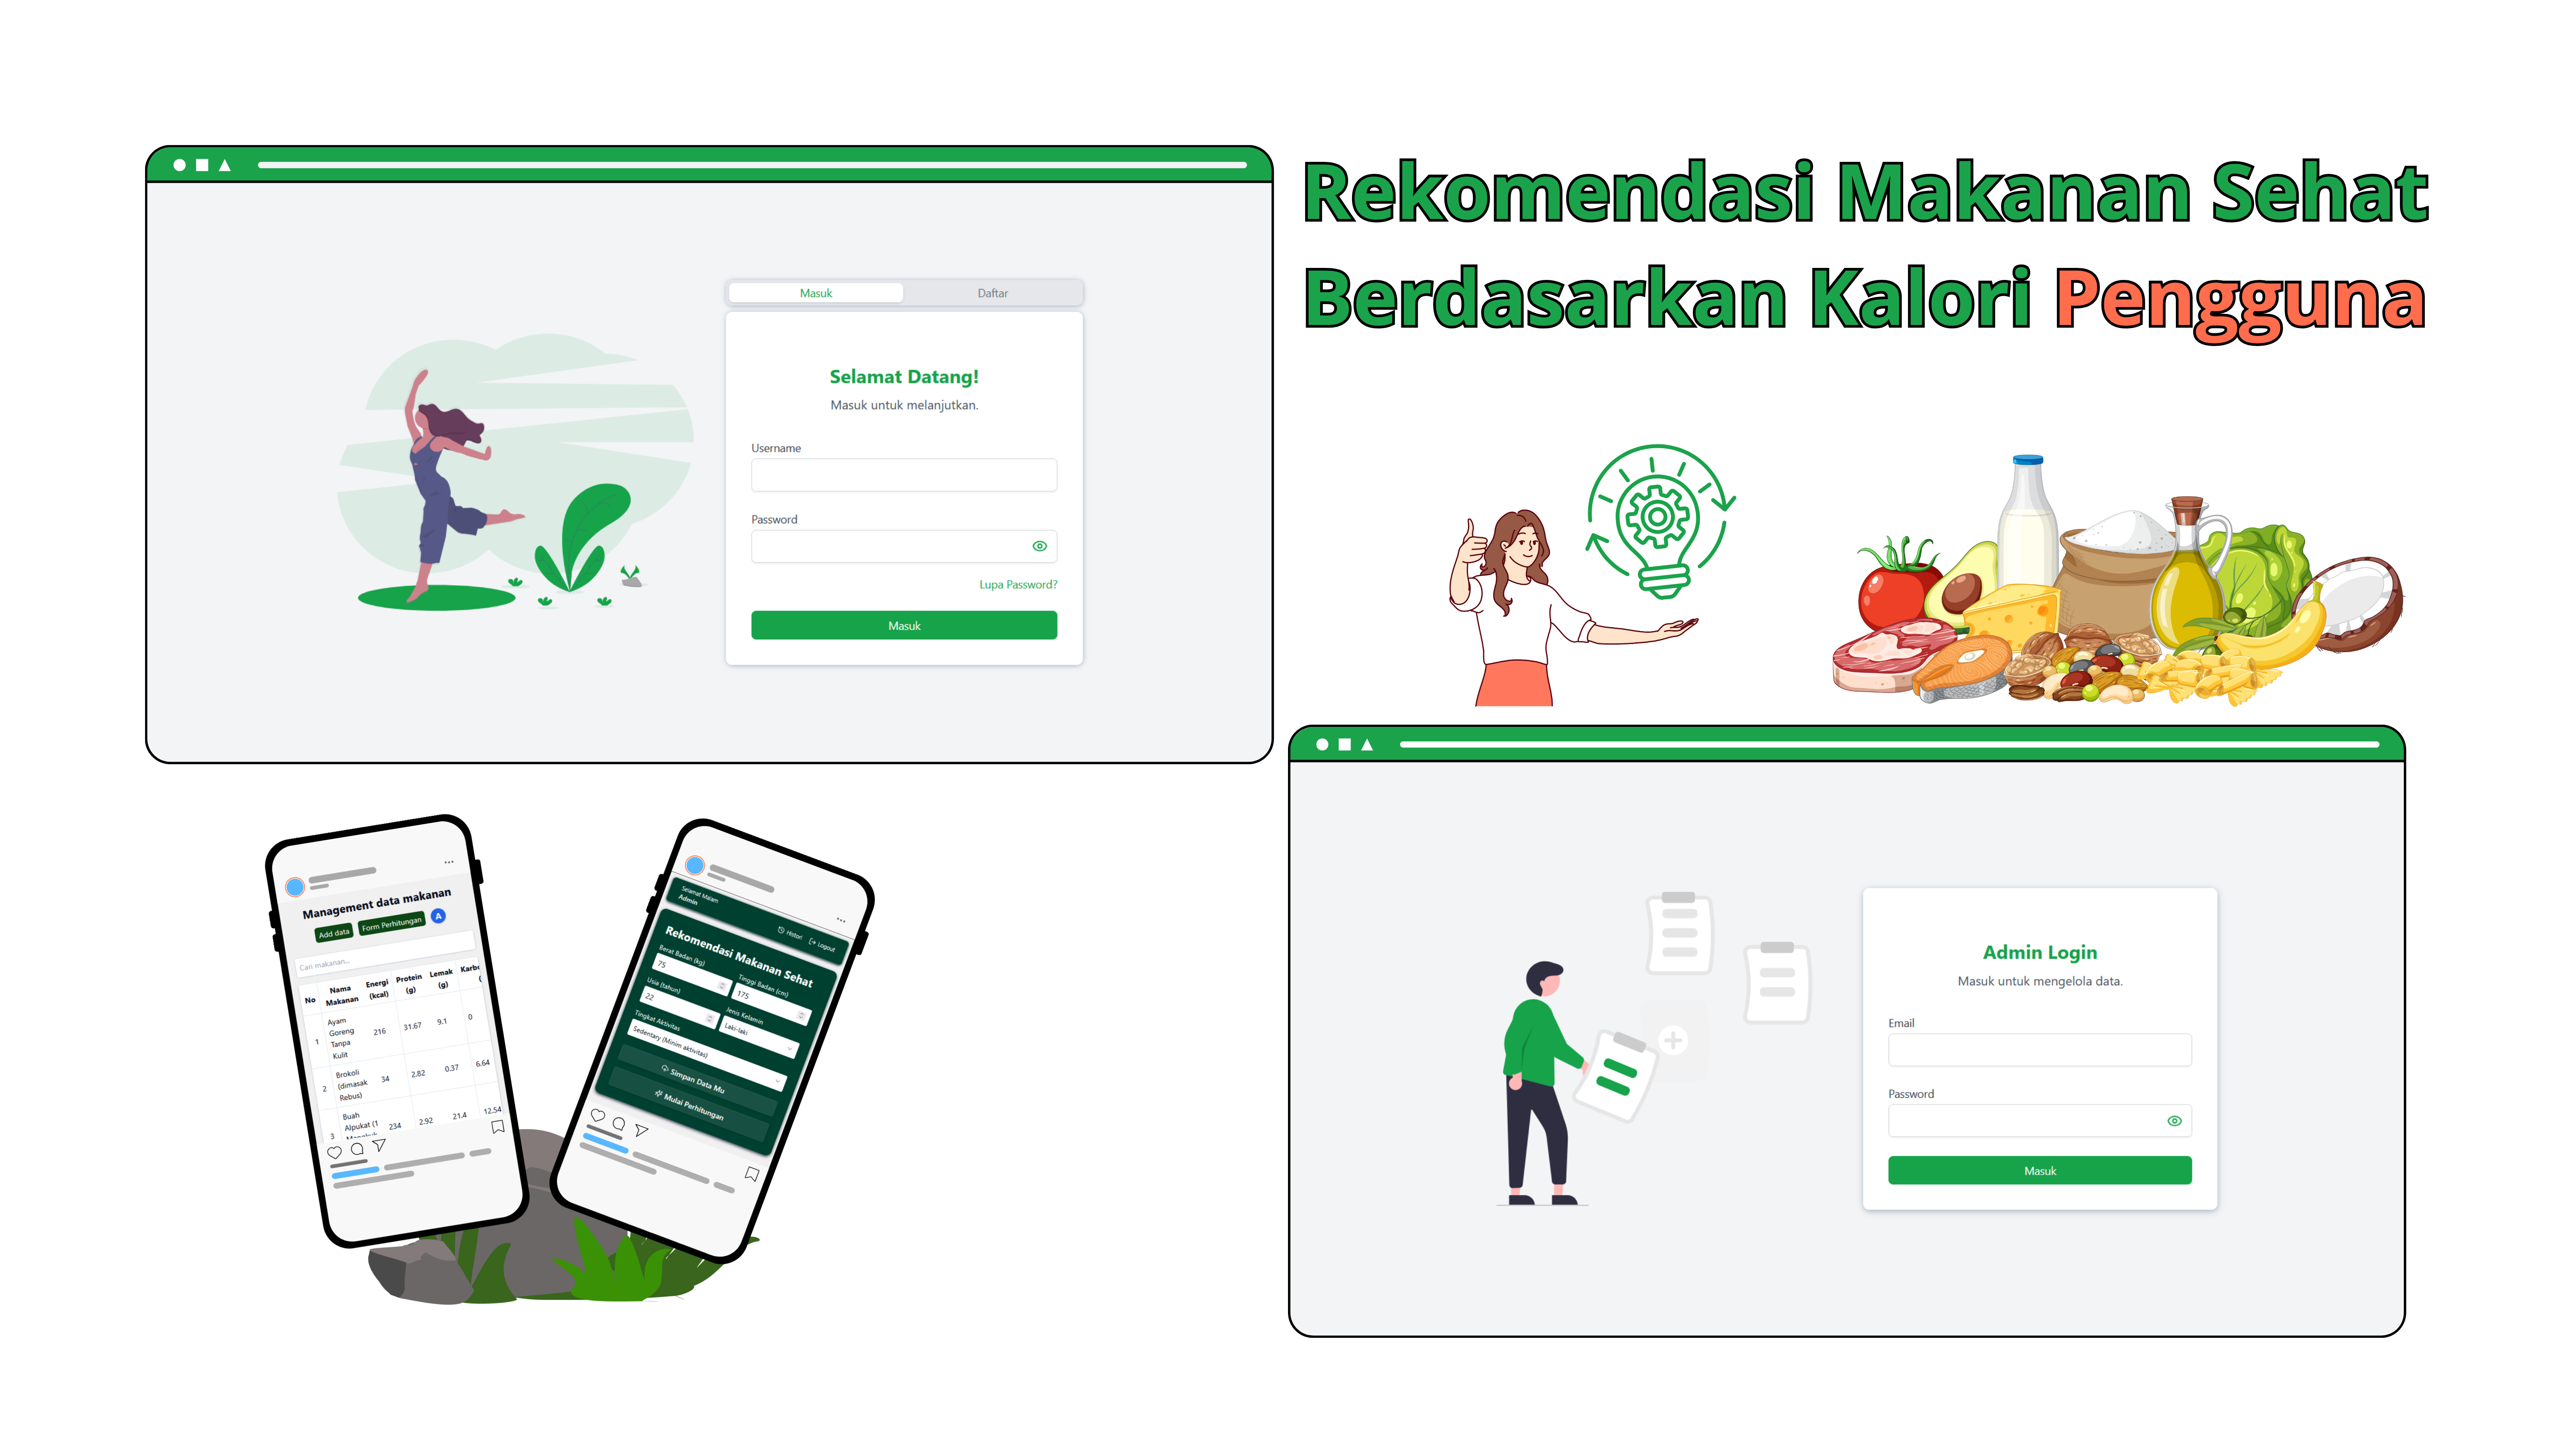 Rekomendasi Makanan Sehat
Berdasarkan Kalori Pengguna
Masuk
Daftar
Selamat Datang!
Masuk untuk melanjutkan.
Username
Password
Lupa Password?
Masuk
Management data makanan
Add data
Form Perhitungan
A
Cari makanan...
No
Nama Makanan
Energi (kcal)
Protein (g)
Lemak (g)
1
Ayam Goreng Tanpa Kulit
216
31.67
9.1
0
2
Brokoli (dimasak Rebus)
34
2.82
0.37
6.64
3
Buah Alpukat (1
234
2.92
21.4
12.54
Selamat Malam
Admin
Histori
Logout
Rekomendasi Makanan Sehat
Berat Badan (kg)
75
Tinggi Badan (cm)
175
Usia (tahun)
22
Jenis Kelamin
Laki-laki
Tingkat Aktivitas
Sedentary (Minim aktivitas)
Simpan Data Mu
Mulai Perhitungan
Admin Login
Masuk untuk mengelola data.
Email
Password
Masuk